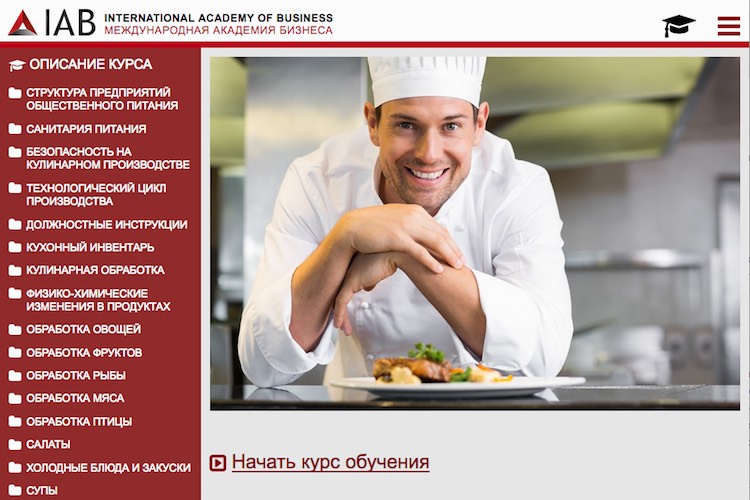 IAB INTERNATIONAL ACADEMY OF BUSINESS
МЕЖДУНАРОДНАЯ АКАДЕМИЯ БИЗНЕСА
ОПИСАНИЕ КУРСА
СТРУКТУРА ПРЕДПРИЯТИЙ
ОБЩЕСТВЕННОГО ПИТАНИЯ
САНИТАРИЯ ПИТАНИЯ
БЕЗОПАСНОСТЬ НА
КУЛИНАРНОМ ПРОИЗВОДСТВЕ
ТЕХНОЛОГИЧЕСКИЙ ЦИКЛ
ПРОИЗВОДСТВА
ДОЛЖНОСТНЫЕ ИНСТРУКЦИИ
КУХОННЫЙ ИНВЕНТАРЬ
КУЛИНАРНАЯ ОБРАБОТКА
ФИЗИКО-ХИМИЧЕСКИЕ
ИЗМЕНЕНИЯ В ПРОДУКТАХ
ОБРАБОТКА ОВОЩЕЙ
ОБРАБОТКА ФРУКТОВ
ОБРАБОТКА РЫБЫ
ОБРАБОТКА МЯСА
ОБРАБОТКА ПТИЦЫ
САЛАТЫ
ХОЛОДНЫЕ БЛЮДА И ЗАКУСКИ
СУПЫ
Начать курс обучения